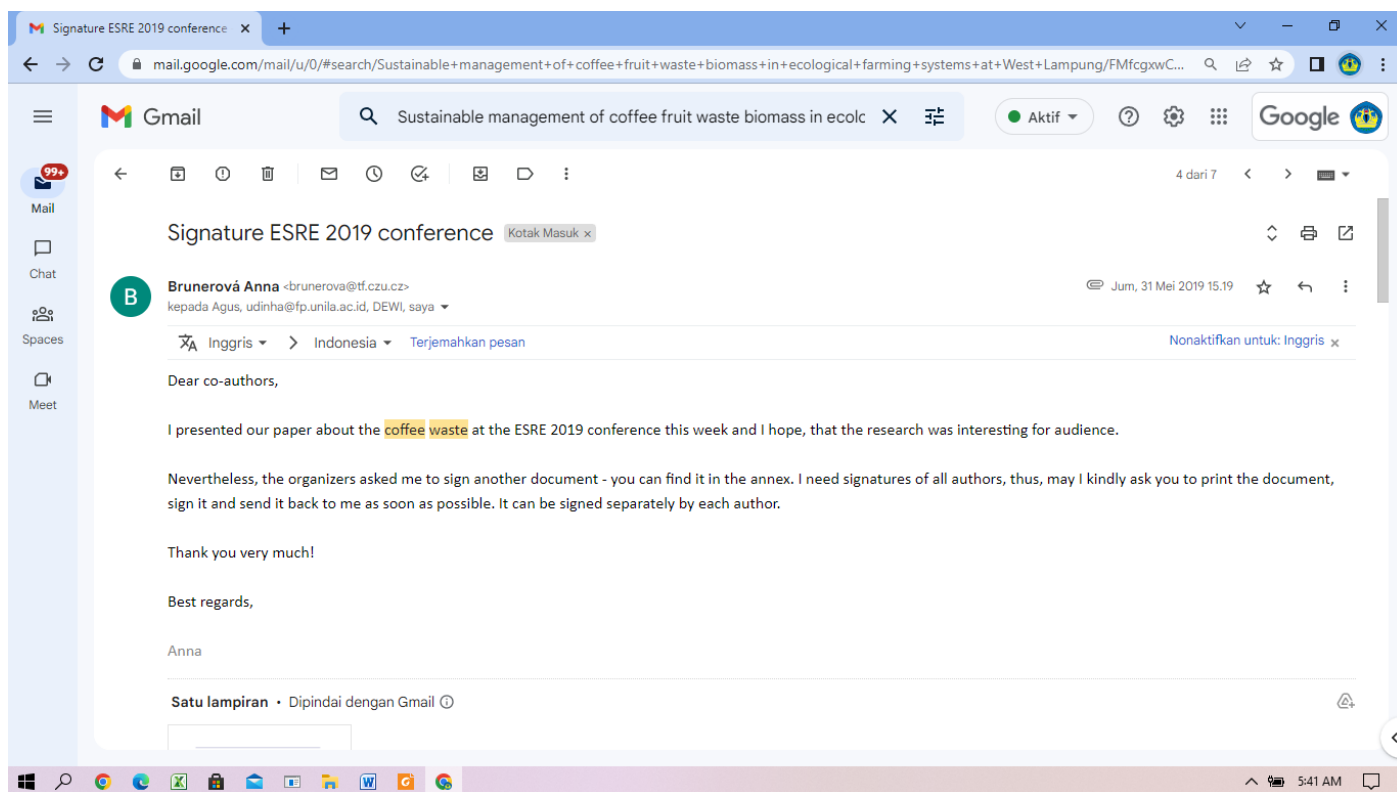 Signature ESRE 2019 conference
mail.google.com/mail/u/0/#search/Sustainable+management+of+coffee+fruit+waste+biomass+in+ecological+farming+systems+at+West+Lampung/FMfcgxwC...
Gmail
Sustainable management of coffee fruit waste biomass in ecolc
Aktif
Google
99+
Mail
Chat
Spaces
Meet
4 dari 7
Signature ESRE 2019 conference Kotak Masuk x
B
Brunerová Anna <brunerova@tf.czu.cz>
Jum, 31 Mei 2019 15.19
kepada Agus, udinha@fp.unila.ac.id, DEWI, saya
Inggris > Indonesia Terjemahkan pesan
Nonaktifkan untuk: Inggris x
Dear co-authors,
I presented our paper about the coffee waste at the ESRE 2019 conference this week and I hope, that the research was interesting for audience.
Nevertheless, the organizers asked me to sign another document - you can find it in the annex. I need signatures of all authors, thus, may I kindly ask you to print the document,
sign it and send it back to me as soon as possible. It can be signed separately by each author.
Thank you very much!
Best regards,
Anna
Satu lampiran • Dipindai dengan Gmail
5:41 AM